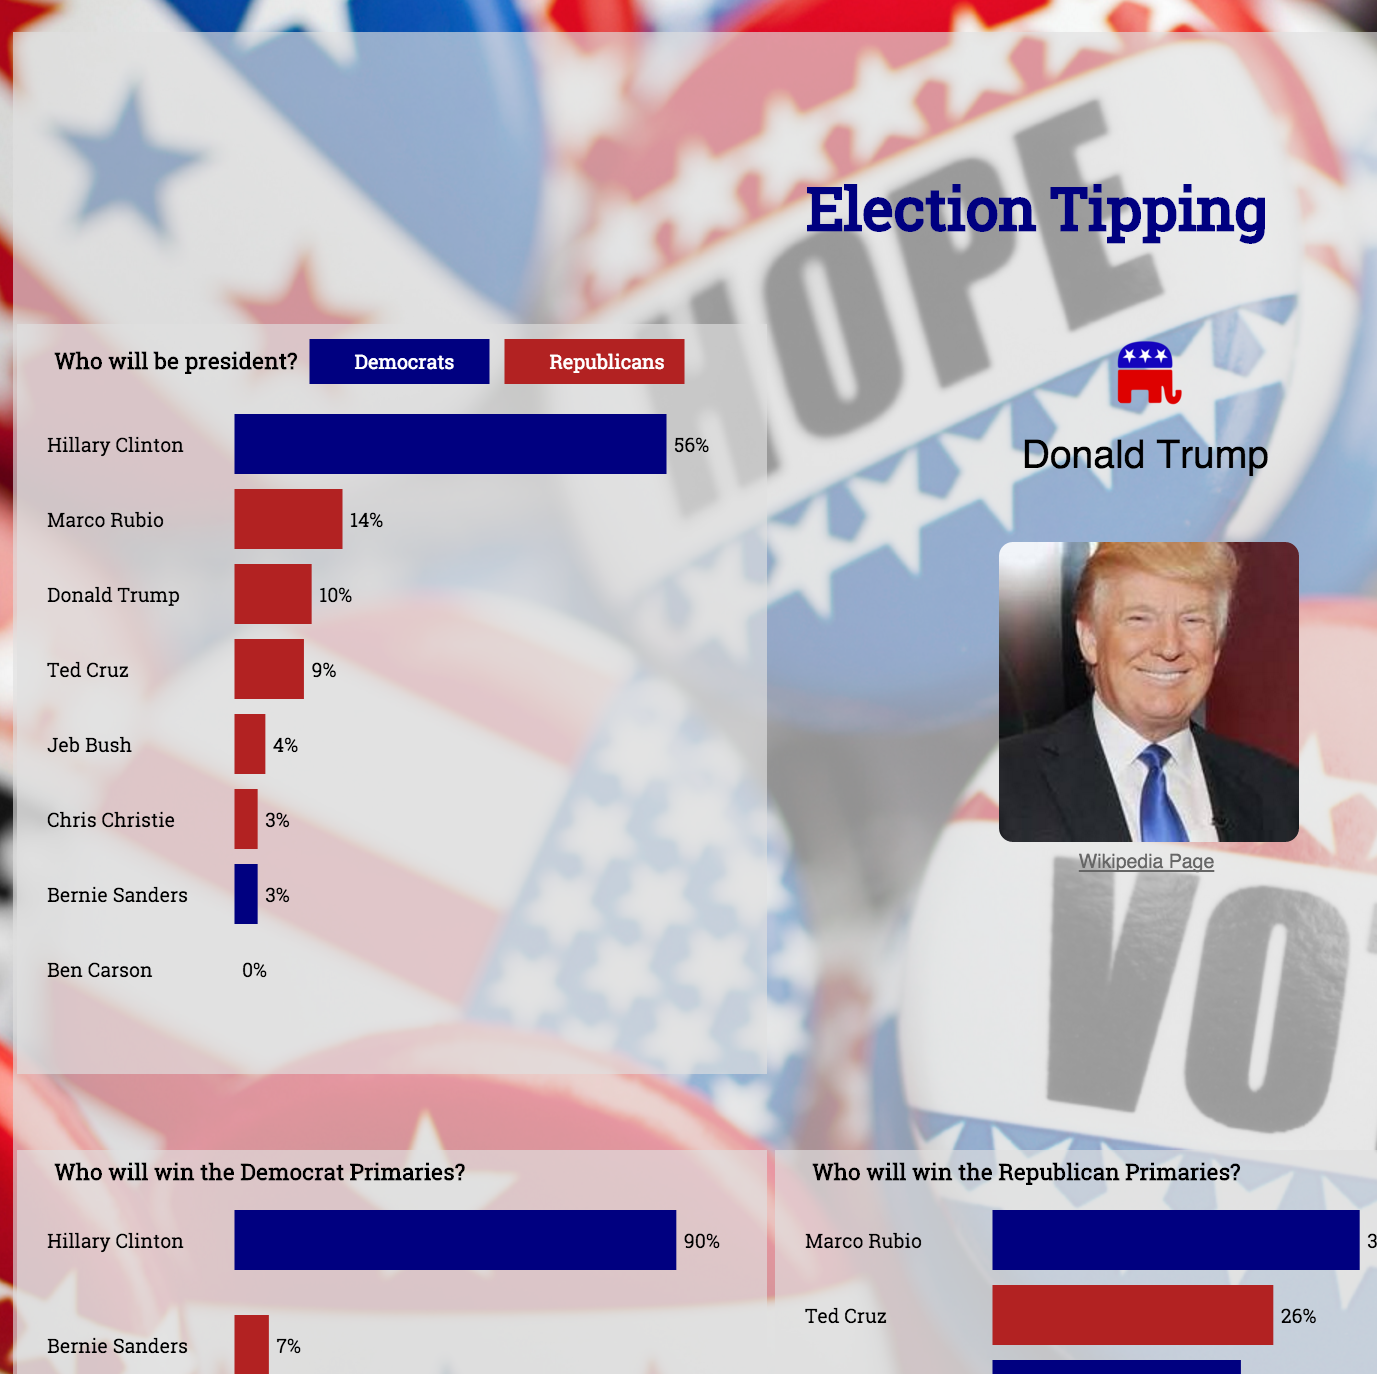 HOPE
Election Tipping
Who will be president?
Democrats
Republicans
Hillary Clinton 56%
Marco Rubio 14%
Donald Trump 10%
Ted Cruz 9%
Jeb Bush 4%
Chris Christie 3%
Bernie Sanders 3%
Ben Carson 0%
Donald Trump
Wikipedia Page
Who will win the Democrat Primaries?
Hillary Clinton 90%
Bernie Sanders 7%
Who will win the Republican Primaries?
Marco Rubio 3
Ted Cruz 26%